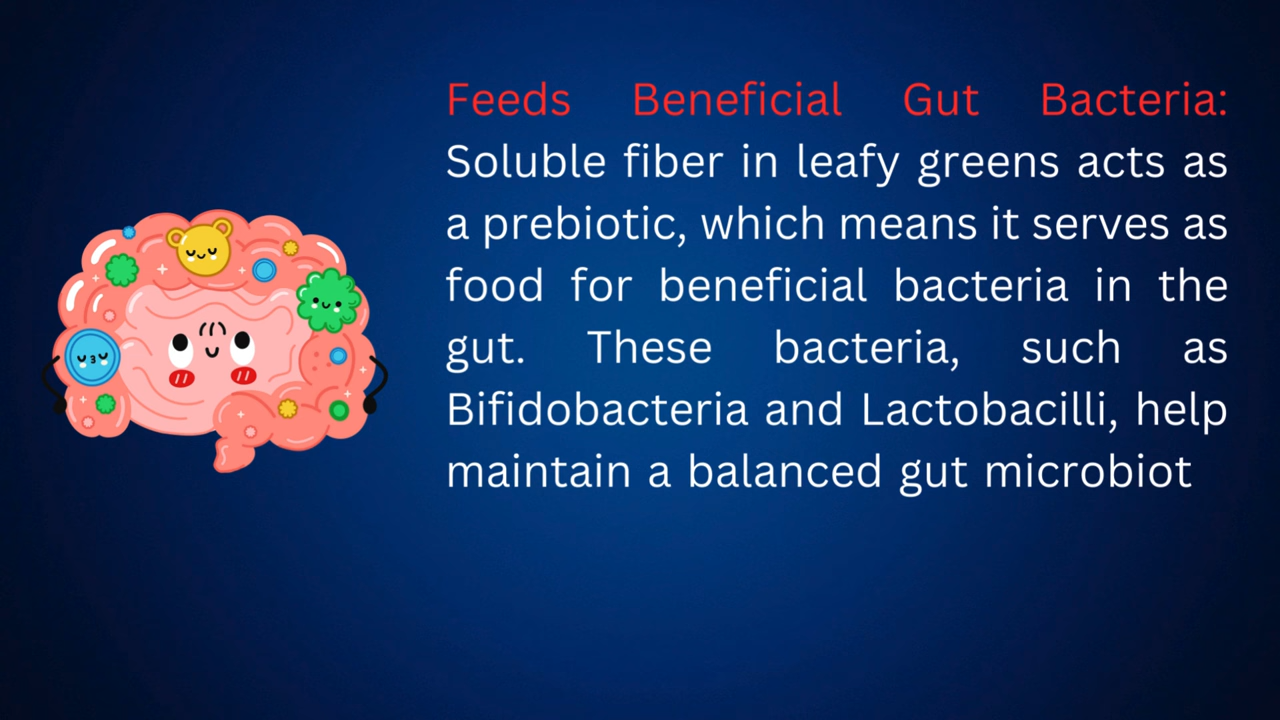 Feeds Beneficial Gut Bacteria:
Soluble fiber in leafy greens acts as
a prebiotic, which means it serves as
food for beneficial bacteria in the
gut. These bacteria, such as
Bifidobacteria and Lactobacilli, help
maintain a balanced gut microbiot